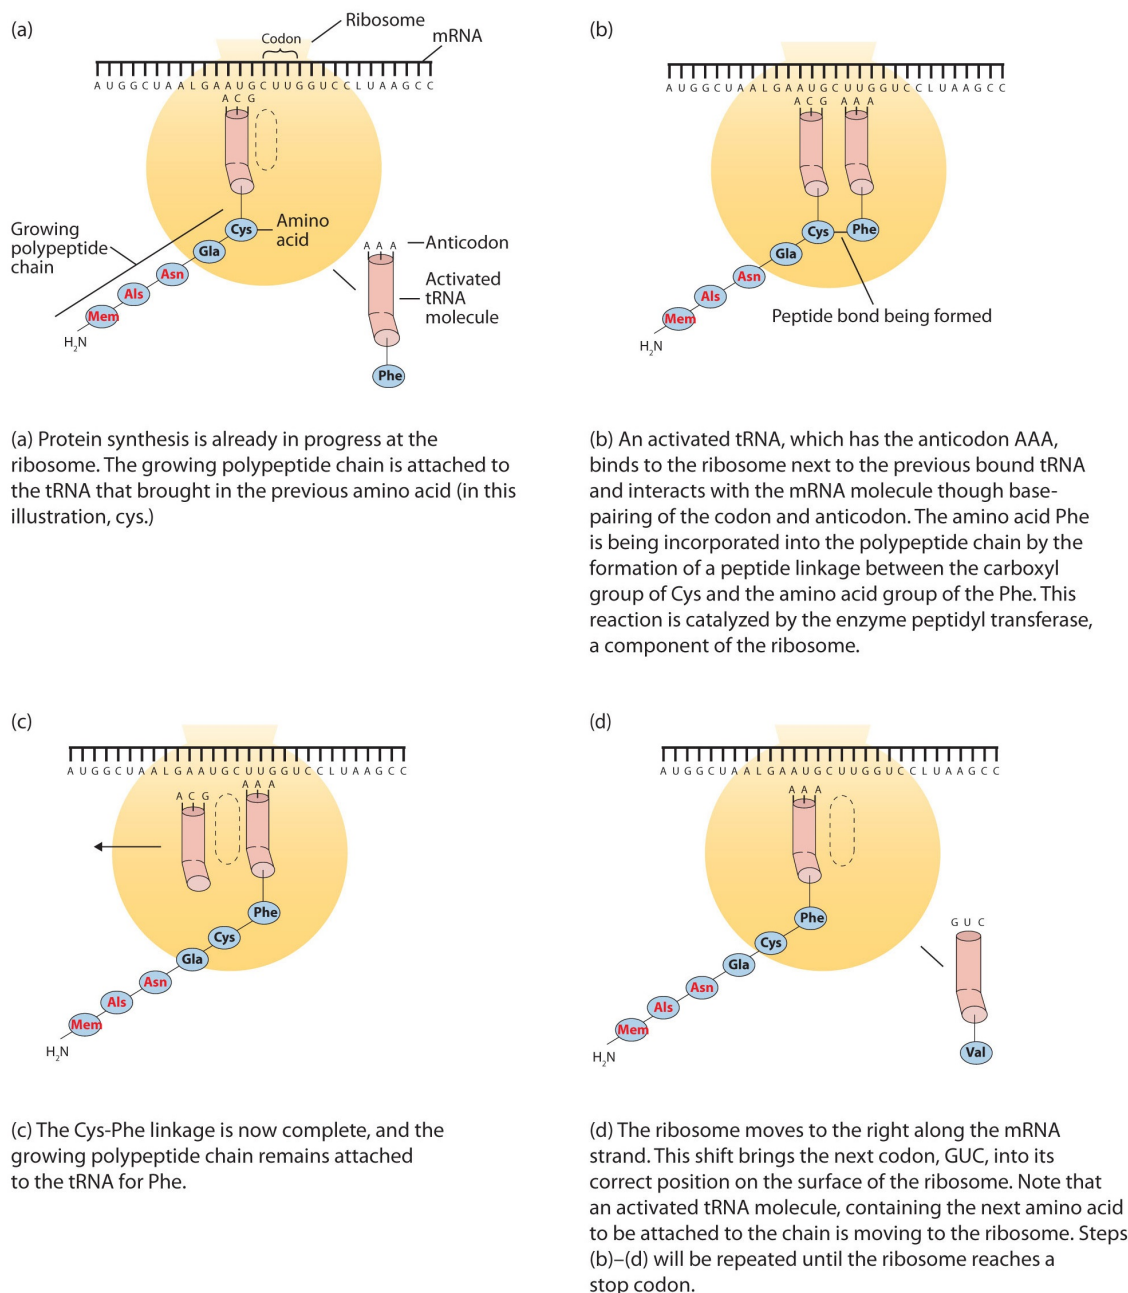 (a)
Ribosome
Codon
mRNA
A U G G C U A A L G A A U G C U U G G U C C L U A A G C C
A C G
Growing
polypeptide
chain
Cys
Amino
acid
Gla
Asn
Als
Mem
H2N
A A A
Anticodon
Activated
tRNA
molecule
Phe
(a) Protein synthesis is already in progress at the
ribosome. The growing polypeptide chain is attached to
the tRNA that brought in the previous amino acid (in this
illustration, cys.)
(b)
A U G G C U A A L G A A U G C U U G G U C C L U A A G C C
A C G A A A
Cys
Phe
Gla
Asn
Als
Mem
H2N
Peptide bond being formed
(b) An activated tRNA, which has the anticodon AAA,
binds to the ribosome next to the previous bound tRNA
and interacts with the mRNA molecule though base-
pairing of the codon and anticodon. The amino acid Phe
is being incorporated into the polypeptide chain by the
formation of a peptide linkage between the carboxyl
group of Cys and the amino acid group of the Phe. This
reaction is catalyzed by the enzyme peptidyl transferase,
a component of the ribosome.
(c)
A U G G C U A A L G A A U G C U U G G U C C L U A A G C C
A C G
A A A
Phe
Cys
Gla
Asn
Als
Mem
H2N
(c) The Cys-Phe linkage is now complete, and the
growing polypeptide chain remains attached
to the tRNA for Phe.
(d)
A U G G C U A A L G A A U G C U U G G U C C L U A A G C C
A A A
Phe
Cys
Gla
Asn
Als
Mem
H2N
G U C
Val
(d) The ribosome moves to the right along the mRNA
strand. This shift brings the next codon, GUC, into its
correct position on the surface of the ribosome. Note that
an activated tRNA molecule, containing the next amino acid
to be attached to the chain is moving to the ribosome. Steps
(b)–(d) will be repeated until the ribosome reaches a
stop codon.